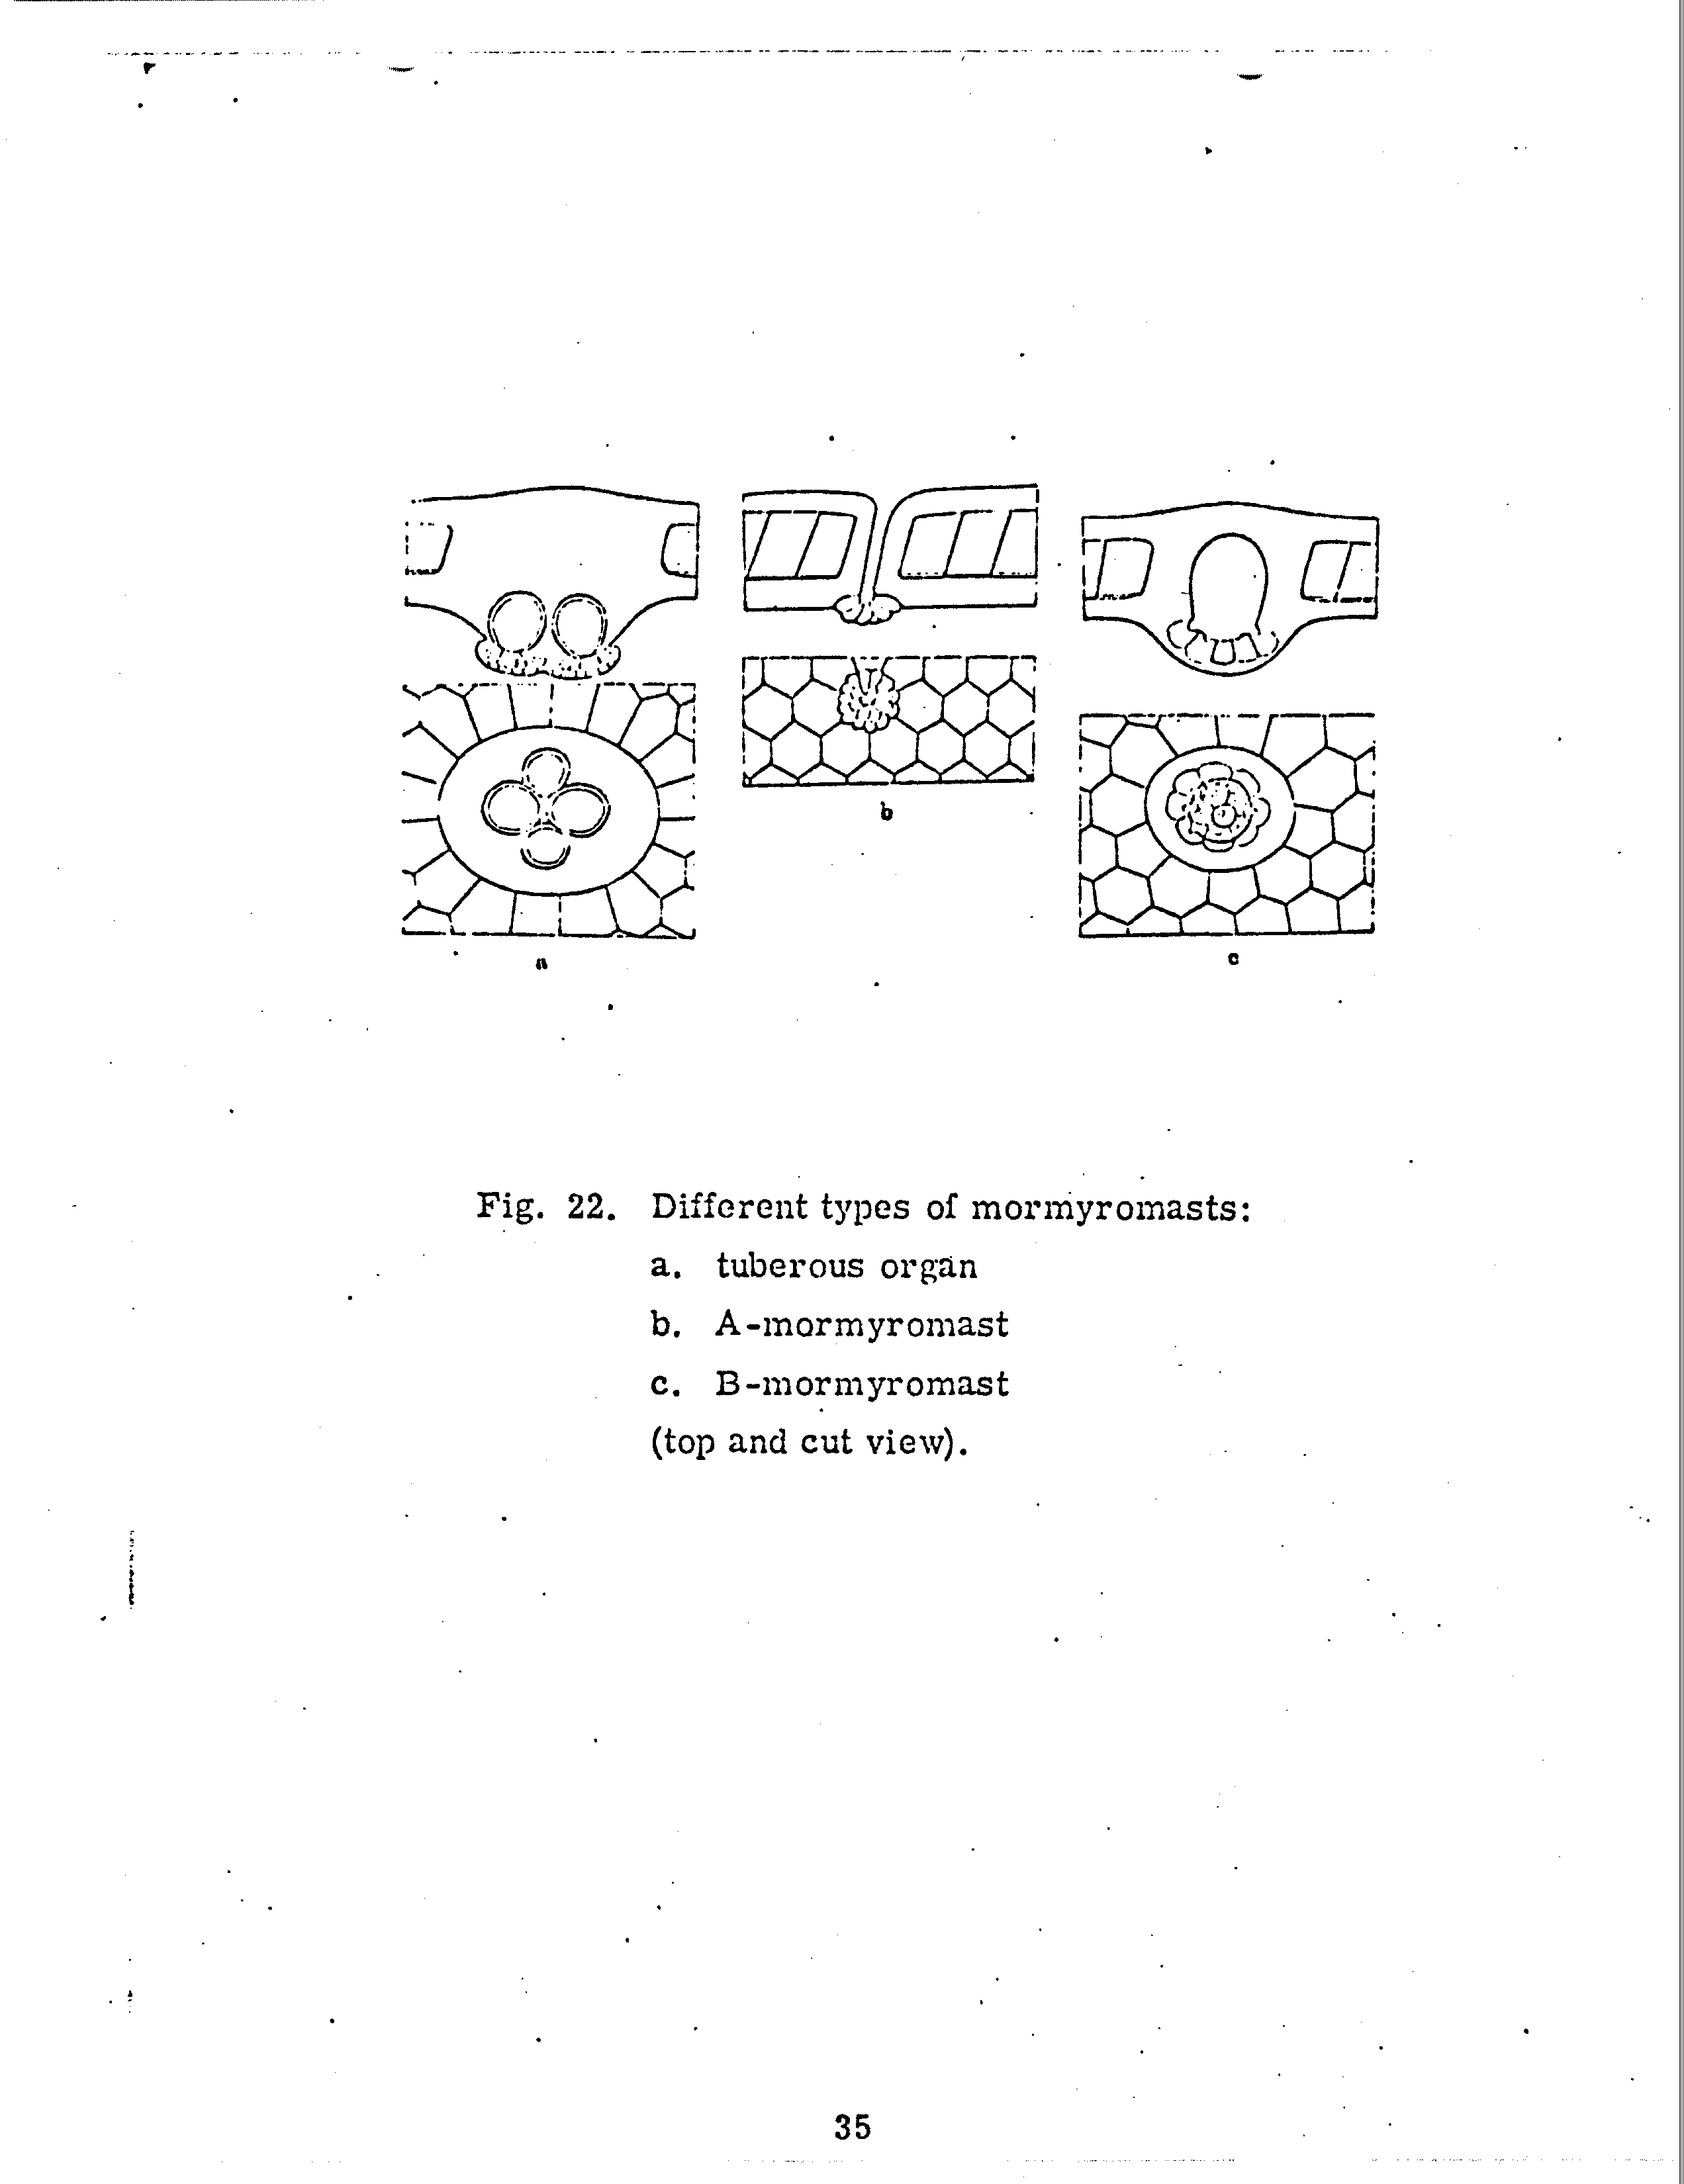 a
b
c
Fig. 22. Different types of mormyromasts:
a. tuberous organ
b. A-mormyromast
c. B-mormyromast
(top and cut view).
35